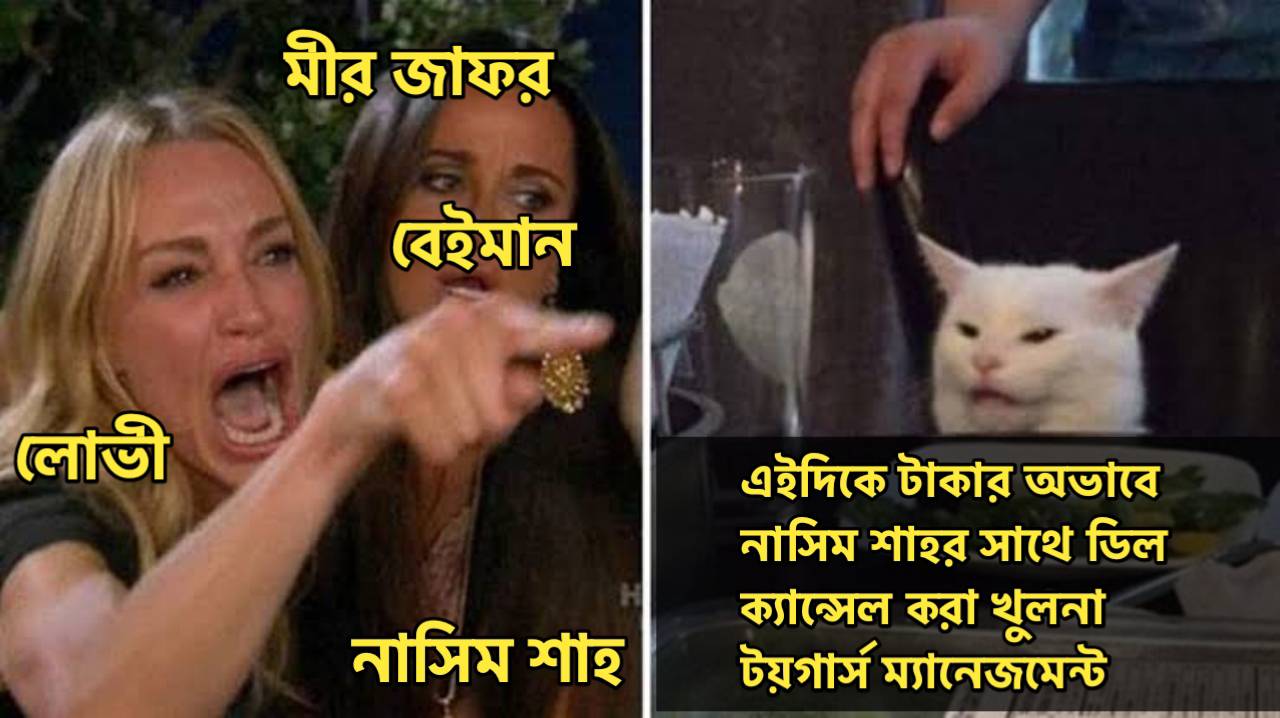 মীর জাফর
বেইমান
লোভী
নাসিম শাহ
এইদিকে টাকার অভাবে
নাসিম শাহর সাথে ডিল
ক্যান্সেল করা খুলনা
টয়গার্স ম্যানেজমেন্ট
H